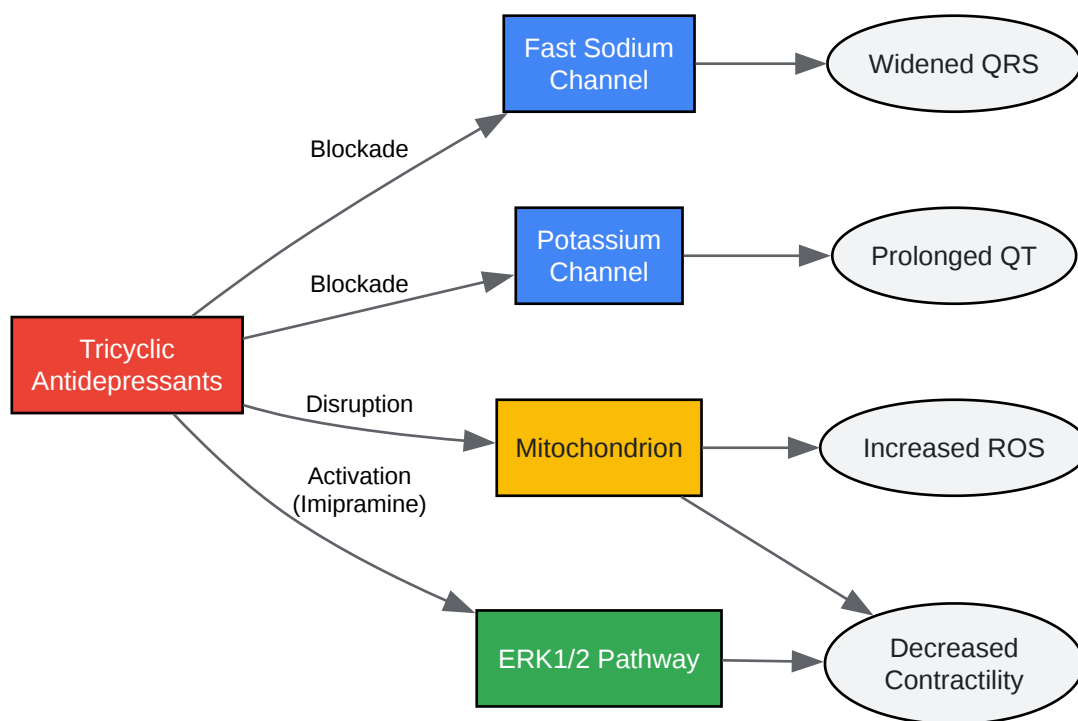 Fast Sodium
Channel
Widened QRS
Blockade
Potassium
Channel
Prolonged QT
Blockade
Tricyclic
Antidepressants
Disruption
Mitochondrion
Increased ROS
Activation
(Imipramine)
ERK1/2 Pathway
Decreased
Contractility